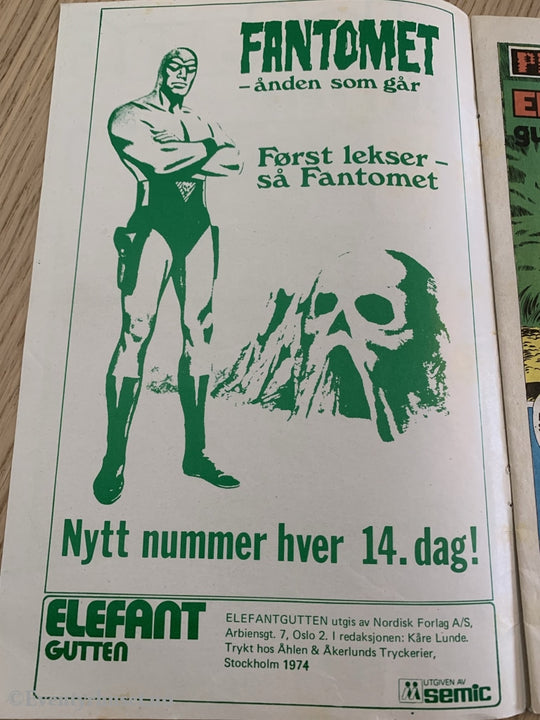 FANTOMET
– ånden som går
Først lekser –
så Fantomet
Nytt nummer hver 14. dag!
ELEFANT
GUTTEN
ELEFANTGUTTEN utgis av Nordisk Forlag A/S,
Arbiensgt. 7, Oslo 2. I redaksjonen: Kåre Lunde.
Trykt hos Åhlen & Åkerlunds Tryckerier,
Stockholm 1974
UTGIVEN AV
semic